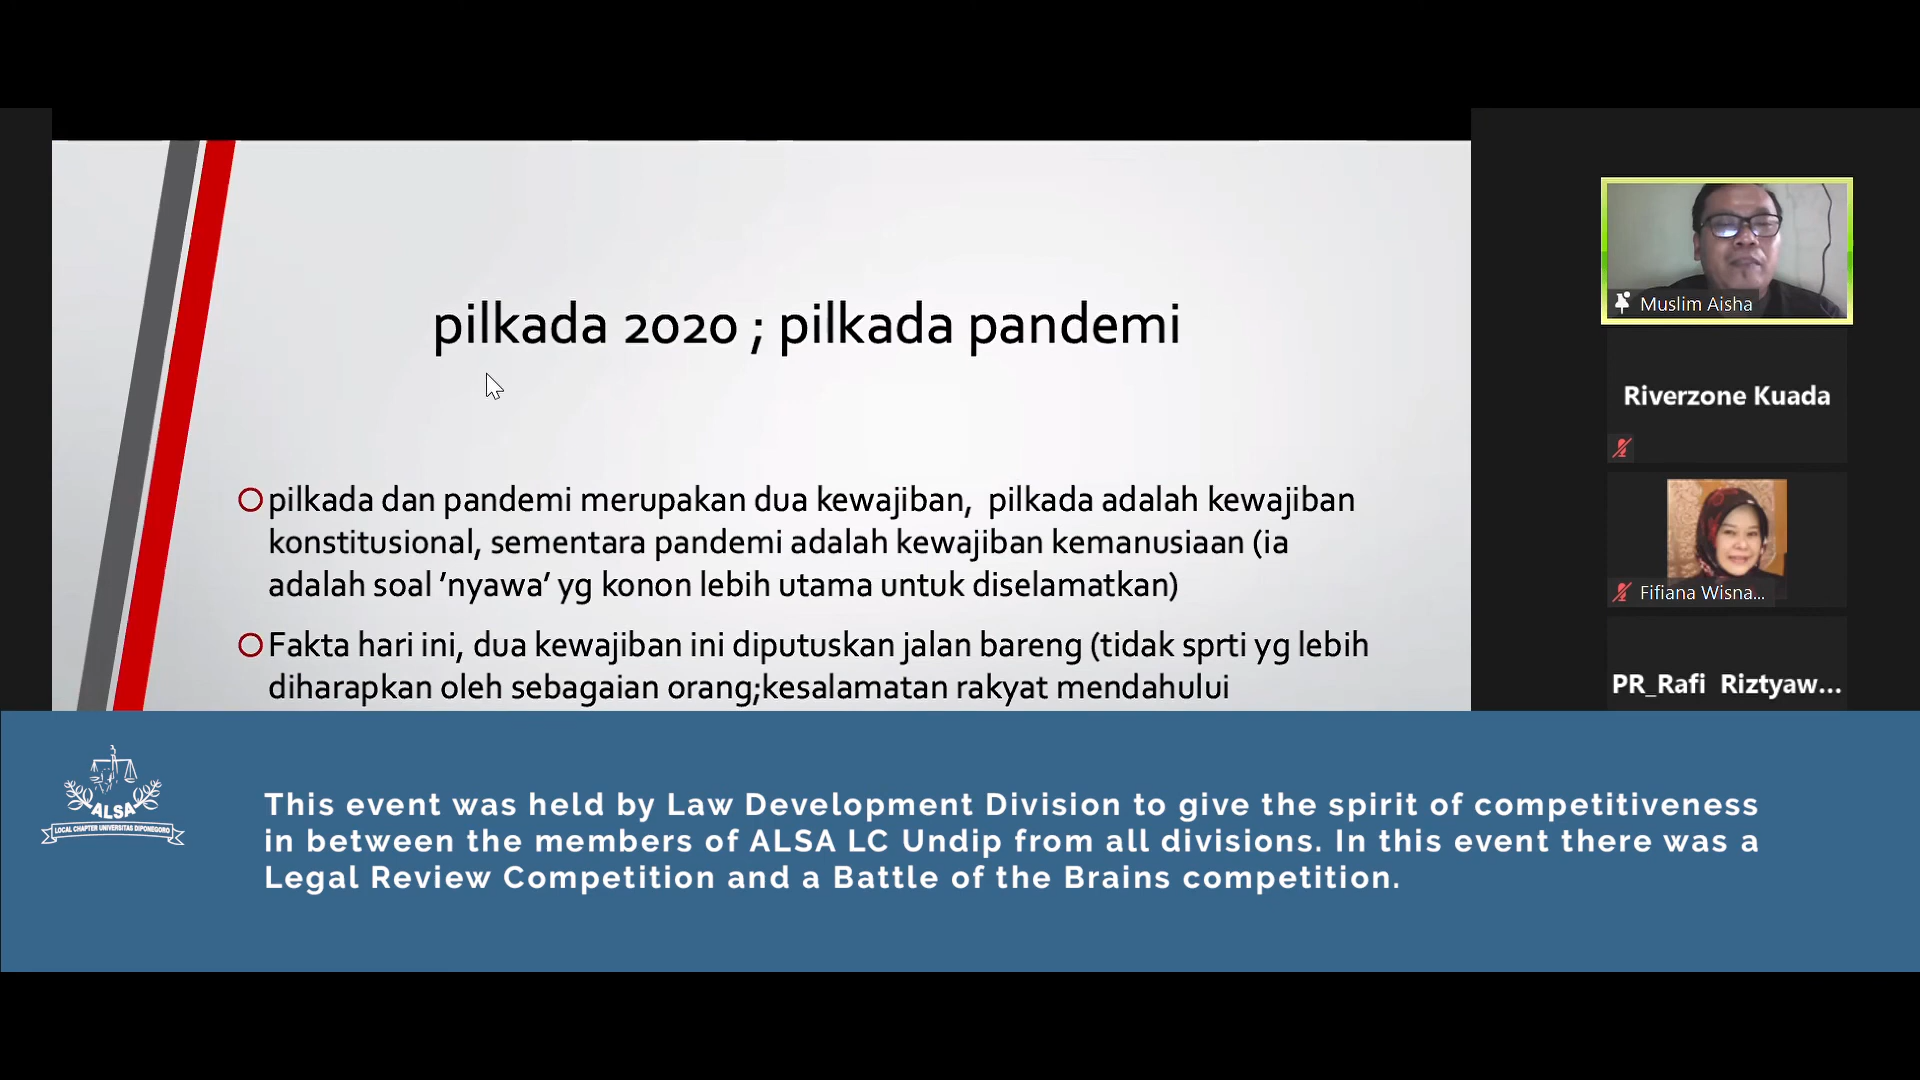 pilkada 2020 ; pilkada pandemi
pilkada dan pandemi merupakan dua kewajiban, pilkada adalah kewajiban
konstitusional, sementara pandemi adalah kewajiban kemanusiaan (ia
adalah soal 'nyawa' yg konon lebih utama untuk diselamatkan)
Fakta hari ini, dua kewajiban ini diputuskan jalan bareng (tidak sprti yg lebih
diharapkan oleh sebagaian orang;kesalamatan rakyat mendahului
Muslim Aisha
Riverzone Kuada
Fifiana Wisna...
PR_Rafi Riztyaw...
ALSA
LOCAL CHAPTER UNIVERSITAS DIPONEGORO
This event was held by Law Development Division to give the spirit of competitiveness
in between the members of ALSA LC Undip from all divisions. In this event there was a
Legal Review Competition and a Battle of the Brains competition.